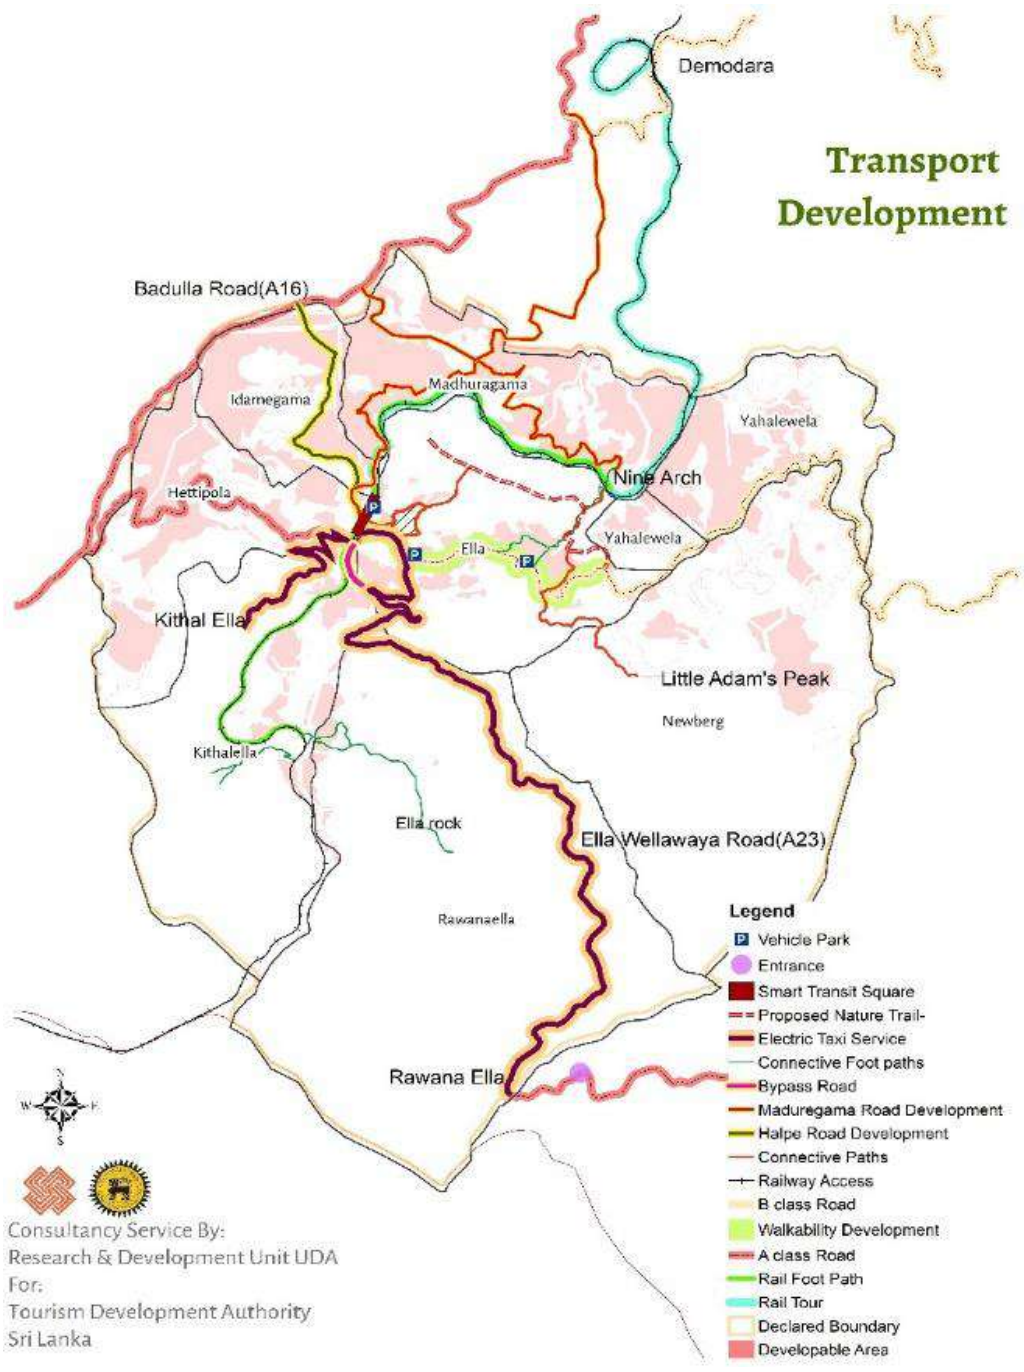 Demodara
Transport
Development
Badulla Road(A16)
Madhuragama
Idamegama
Yahalewela
Nine Arch
Hettipola
P
Yahalewela
Ella
P
P
Kithal Ella
Little Adam's Peak
Newberg
Kithalella
Ella rock
Ella Wellawaya Road(A23)
Rawanaella
Rawana Ella
Legend
P Vehicle Park
Entrance
Smart Transit Square
Proposed Nature Trail-
Electric Taxi Service
Connective Foot paths
Bypass Road
Maduregama Road Development
Halpe Road Development
Connective Paths
Railway Access
B class Road
Walkability Development
A class Road
Rail Foot Path
Rail Tour
Declared Boundary
Developable Area
N
W E
S
Consultancy Service By:
Research & Development Unit UDA
For:
Tourism Development Authority
Sri Lanka